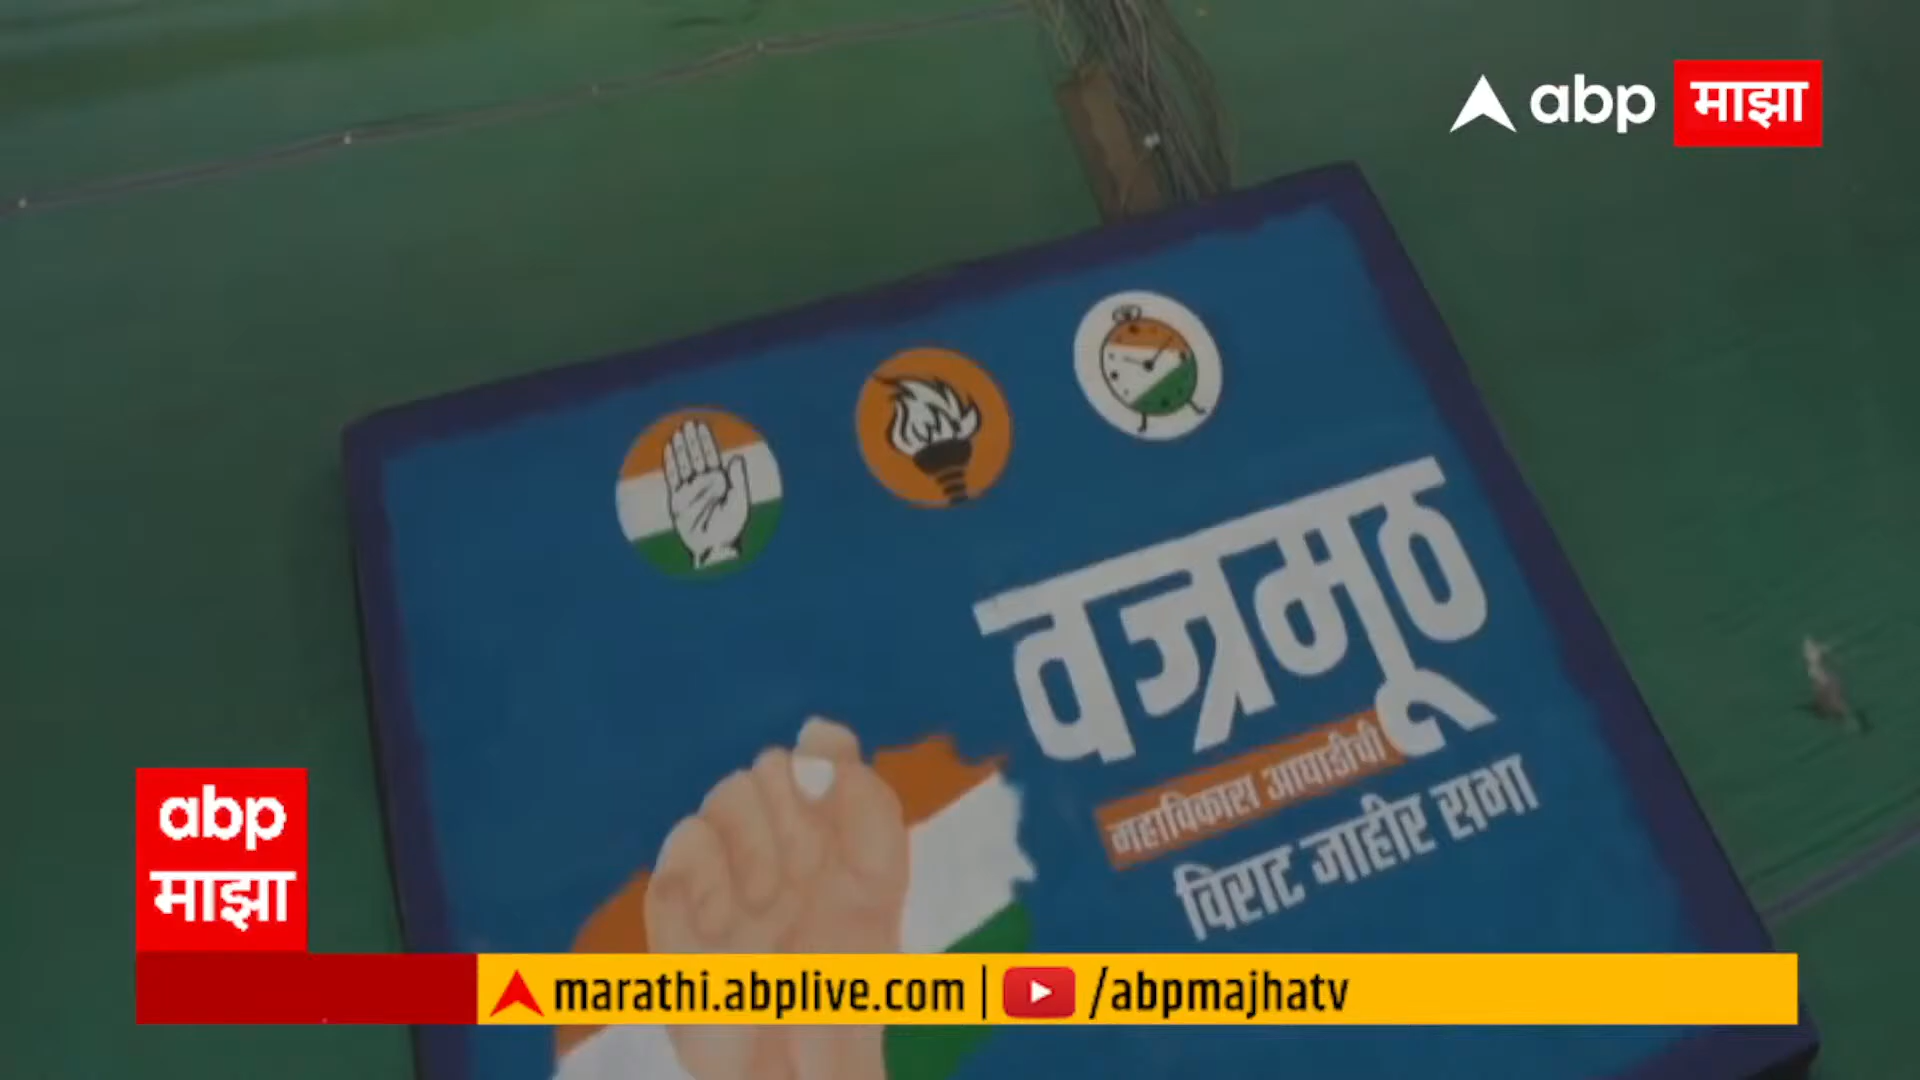 abp माझा
वज्रमूठ
महाविकास आघाडीची
विराट जाहीर सभा
abp
माझा
marathi.abplive.com | /abpmajhatv